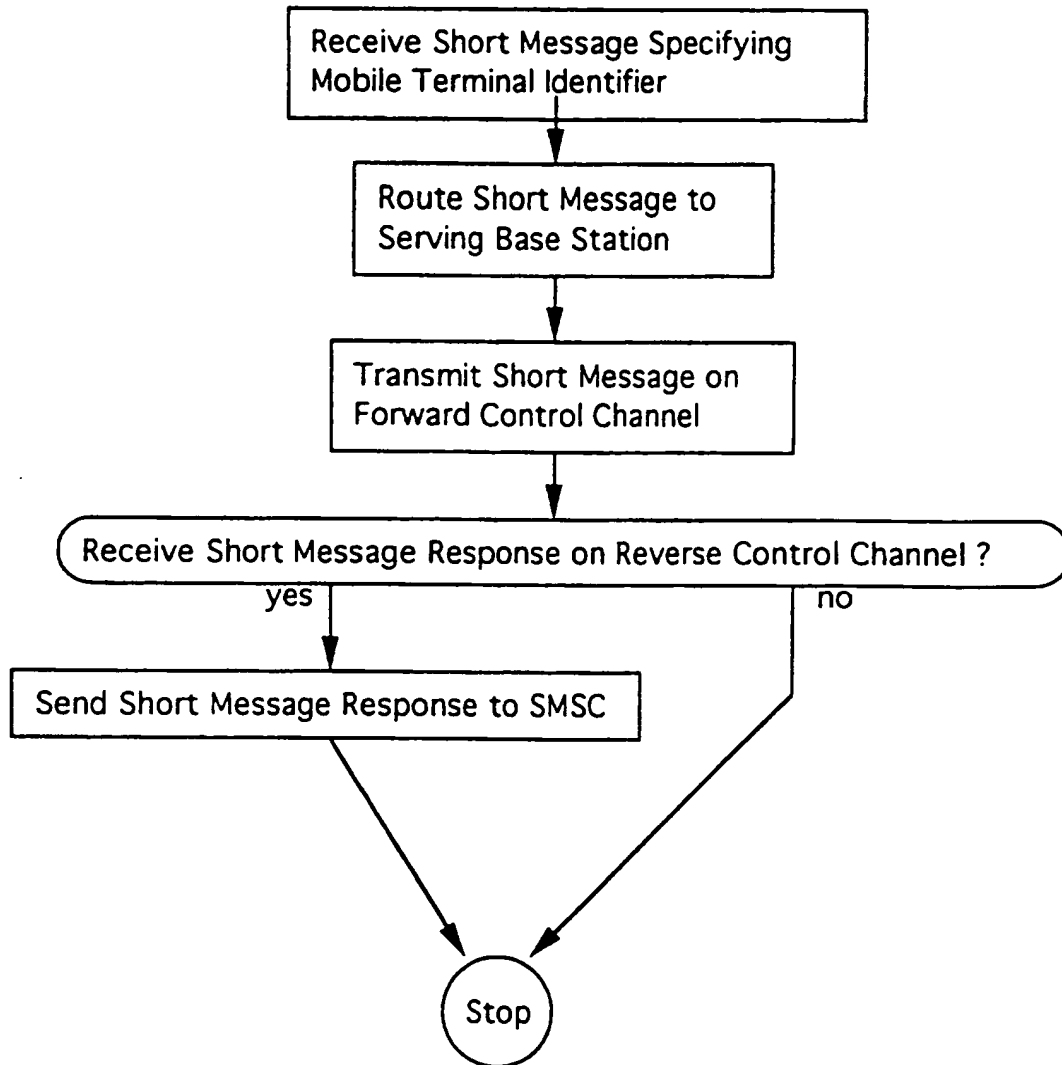 Receive Short Message Specifying
Mobile Terminal Identifier
Route Short Message to
Serving Base Station
Transmit Short Message on
Forward Control Channel
Receive Short Message Response on Reverse Control Channel ?
yes
no
Send Short Message Response to SMSC
Stop